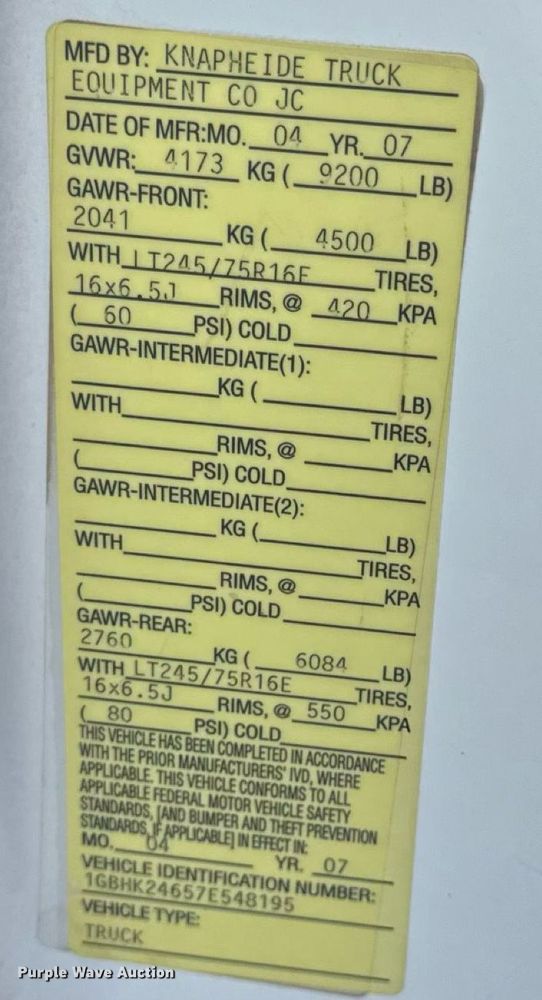 MFD BY: KNAPHEIDE TRUCK
EQUIPMENT CO JC
DATE OF MFR:MO. 04 YR. 07
GVWR: 4173 KG ( 9200 LB)
GAWR-FRONT:
2041 KG ( 4500 LB)
WITH LT245/75R16E TIRES,
16x6.5J RIMS, @ 420 KPA
( 60 PSI) COLD
GAWR-INTERMEDIATE(1):
KG ( LB)
WITH TIRES,
RIMS, @ KPA
( PSI) COLD
GAWR-INTERMEDIATE(2):
KG ( LB)
WITH TIRES,
RIMS, @ KPA
( PSI) COLD
GAWR-REAR:
2760 KG ( 6084 LB)
WITH LT245/75R16E TIRES,
16x6.5J RIMS, @ 550 KPA
( 80 PSI) COLD
THIS VEHICLE HAS BEEN COMPLETED IN ACCORDANCE
WITH THE PRIOR MANUFACTURERS' IVD, WHERE
APPLICABLE. THIS VEHICLE CONFORMS TO ALL
APPLICABLE FEDERAL MOTOR VEHICLE SAFETY
STANDARDS, [AND BUMPER AND THEFT PREVENTION
STANDARDS, IF APPLICABLE] IN EFFECT IN:
MO. 04 YR. 07
VEHICLE IDENTIFICATION NUMBER:
1GBHK24657E548195
VEHICLE TYPE:
TRUCK
Purple Wave Auction